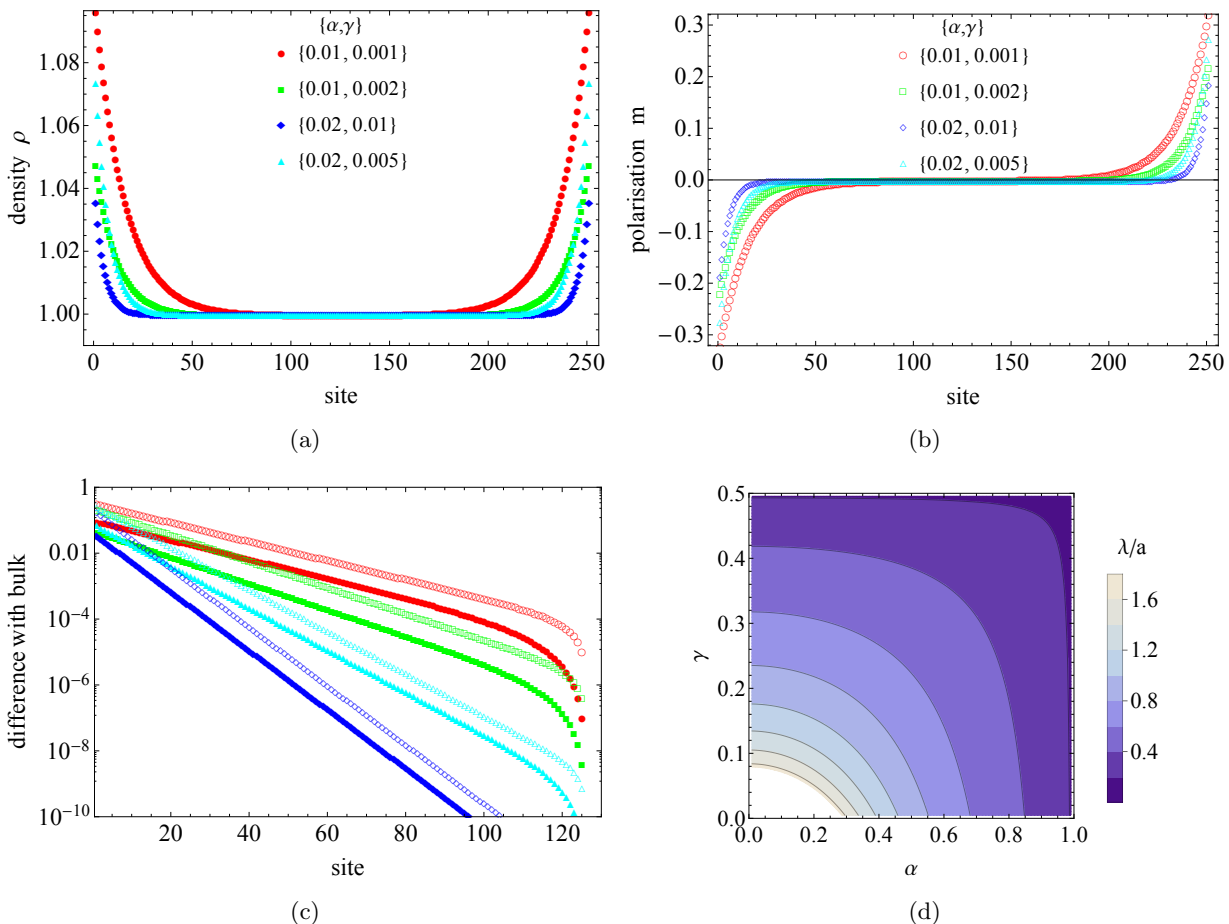 {α,γ}
{0.01, 0.001}
{0.01, 0.002}
{0.02, 0.01}
{0.02, 0.005}
density ρ
1.08
1.06
1.04
1.02
1.00
0 50 100 150 200 250
site
(a)
{α,γ}
{0.01, 0.001}
{0.01, 0.002}
{0.02, 0.01}
{0.02, 0.005}
polarisation m
0.3
0.2
0.1
0.0
−0.1
−0.2
−0.3
0 50 100 150 200 250
site
(b)
difference with bulk
1
0.01
10−4
10−6
10−8
10−10
20 40 60 80 100 120
site
(c)
γ
0.5
0.4
0.3
0.2
0.1
0.0
0.0 0.2 0.4 0.6 0.8 1.0
α
λ/a
1.6
1.2
0.8
0.4
(d)